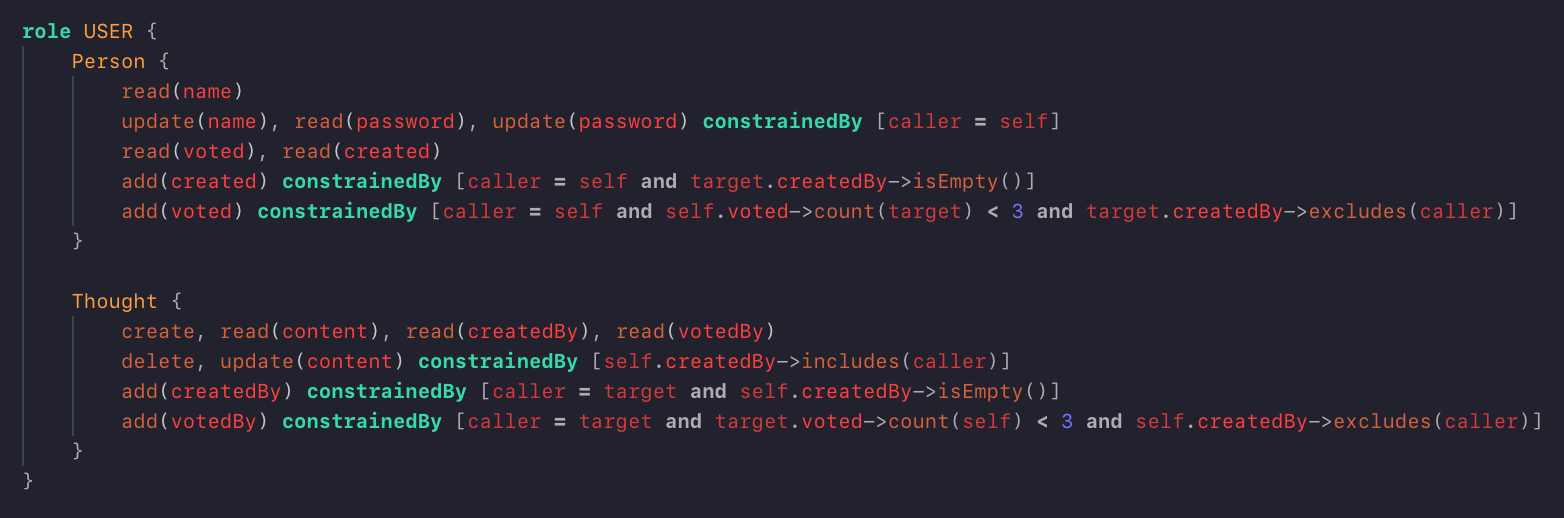 role USER {
    Person {
        read(name)
        update(name), read(password), update(password) constrainedBy [caller = self]
        read(voted), read(created)
        add(created) constrainedBy [caller = self and target.createdBy->isEmpty()]
        add(voted) constrainedBy [caller = self and self.voted->count(target) < 3 and target.createdBy->excludes(caller)]
    }

    Thought {
        create, read(content), read(createdBy), read(votedBy)
        delete, update(content) constrainedBy [self.createdBy->includes(caller)]
        add(createdBy) constrainedBy [caller = target and self.createdBy->isEmpty()]
        add(votedBy) constrainedBy [caller = target and target.voted->count(self) < 3 and self.createdBy->excludes(caller)]
    }
}